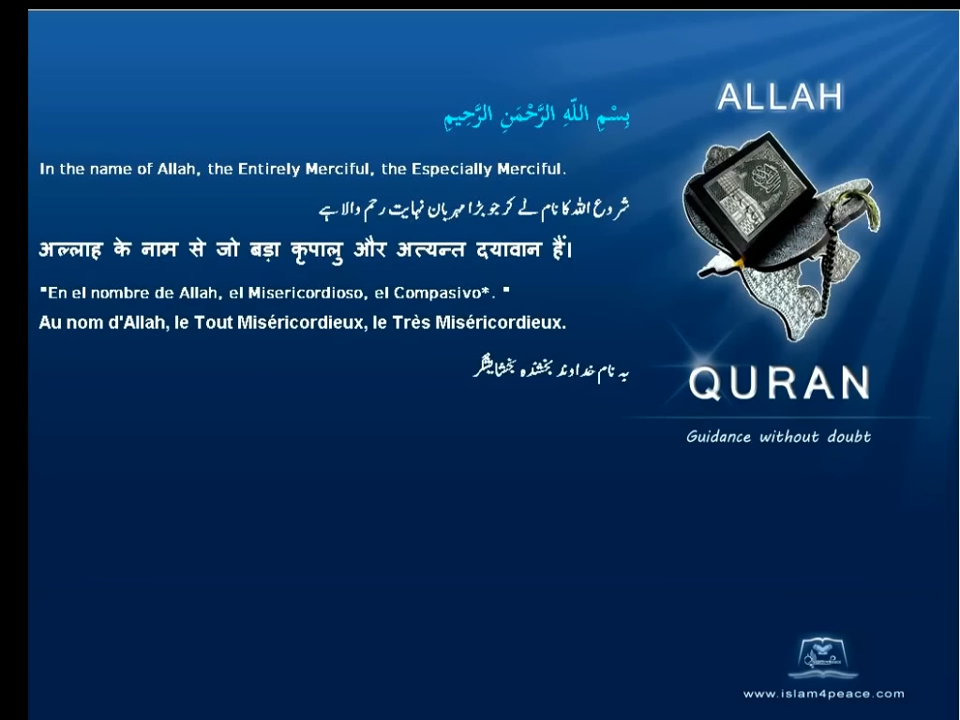 بِسْمِ اللَّهِ الرَّحْمَنِ الرَّحِيمِ
In the name of Allah, the Entirely Merciful, the Especially Merciful.
شروع الله کا نام لے کر جو بڑا مہربان نہایت رحم والا ہے
अल्लाह के नाम से जो बड़ा कृपालु और अत्यन्त दयावान हैं।
"En el nombre de Allah, el Misericordioso, el Compasivo*. "
Au nom d'Allah, le Tout Miséricordieux, le Très Miséricordieux.
به نام خداوند بخشنده بخشایشگر
ALLAH
QURAN
Guidance without doubt
www.islam4peace.com